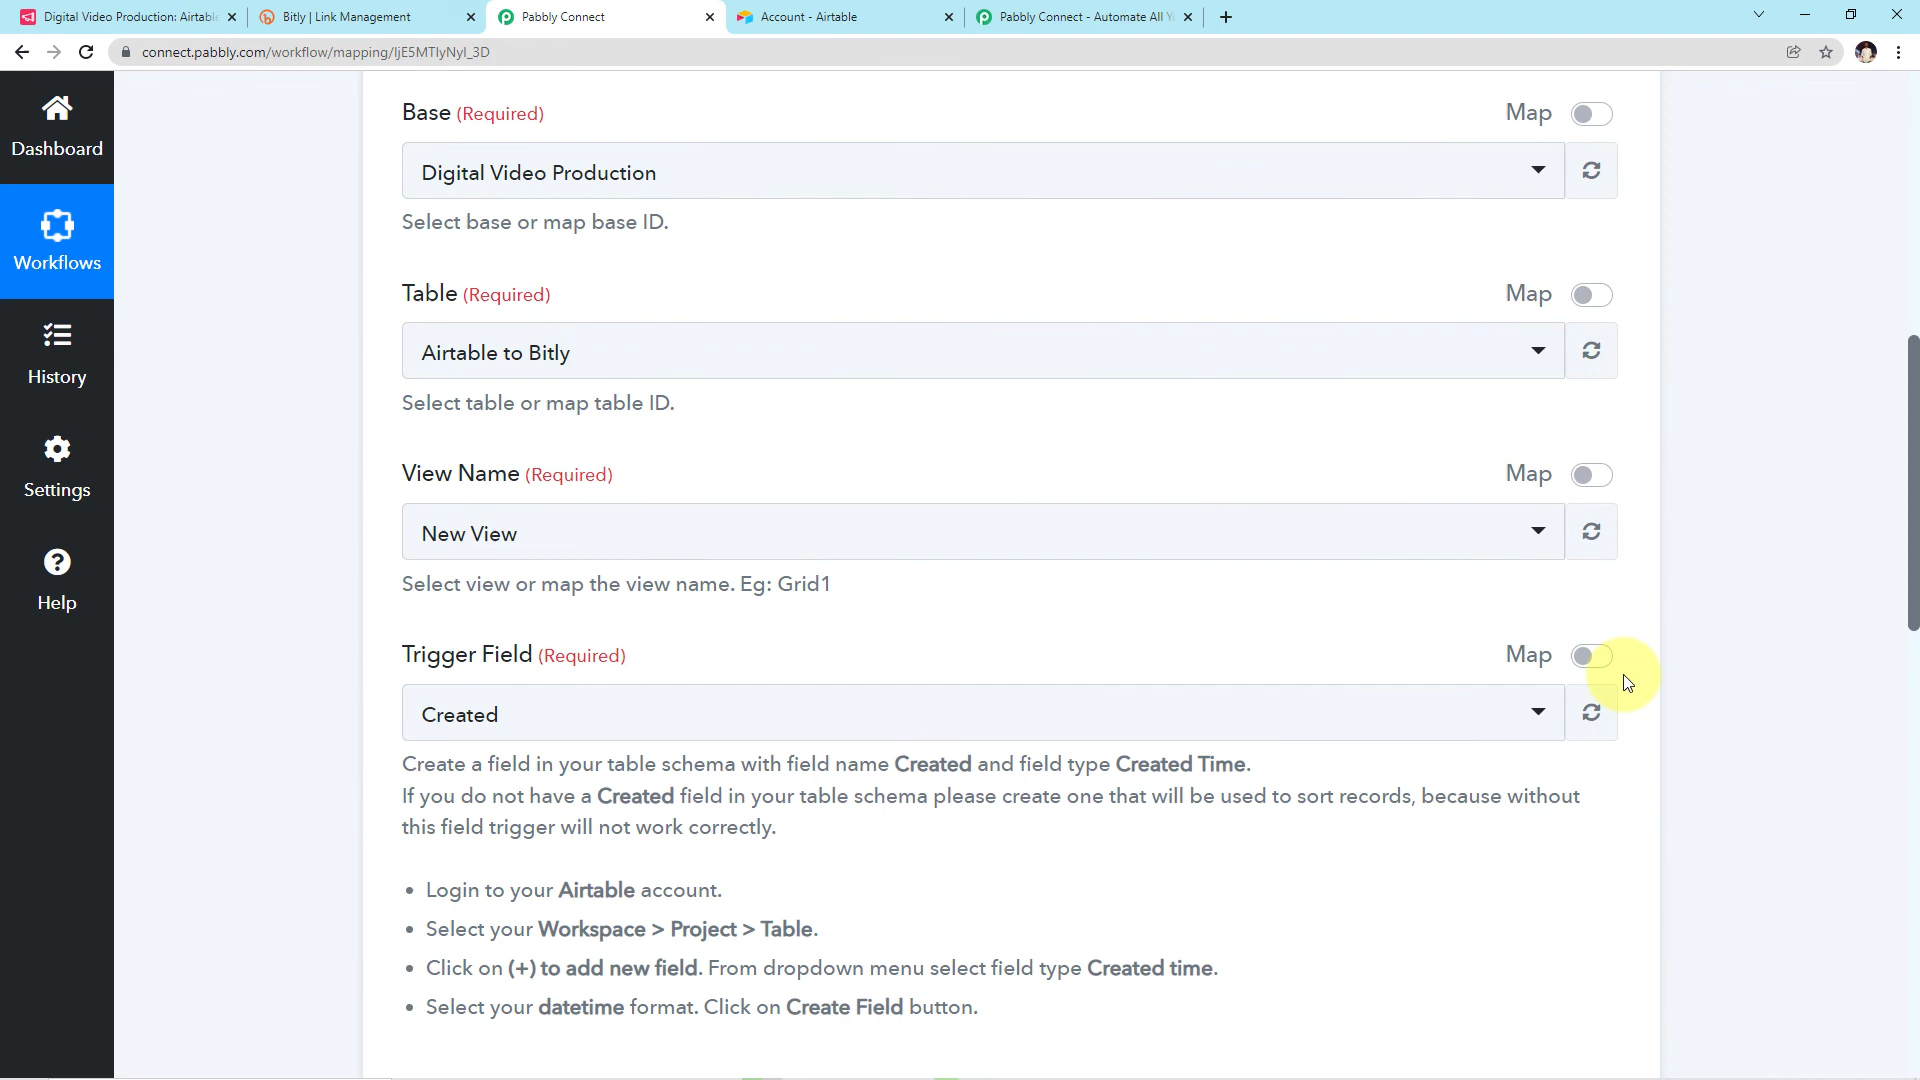 Digital Video Production: Airtable
Bitly | Link Management
Pabbly Connect
Account - Airtable
Pabbly Connect - Automate All Y
connect.pabbly.com/workflow/mapping/IjE5MTIyNyI_3D
Dashboard
Workflows
History
Settings
Help
Base (Required)
Map
Digital Video Production
Select base or map base ID.
Table (Required)
Map
Airtable to Bitly
Select table or map table ID.
View Name (Required)
Map
New View
Select view or map the view name. Eg: Grid1
Trigger Field (Required)
Map
Created
Create a field in your table schema with field name Created and field type Created Time.
If you do not have a Created field in your table schema please create one that will be used to sort records, because without
this field trigger will not work correctly.
• Login to your Airtable account.
• Select your Workspace > Project > Table.
• Click on (+) to add new field. From dropdown menu select field type Created time.
• Select your datetime format. Click on Create Field button.